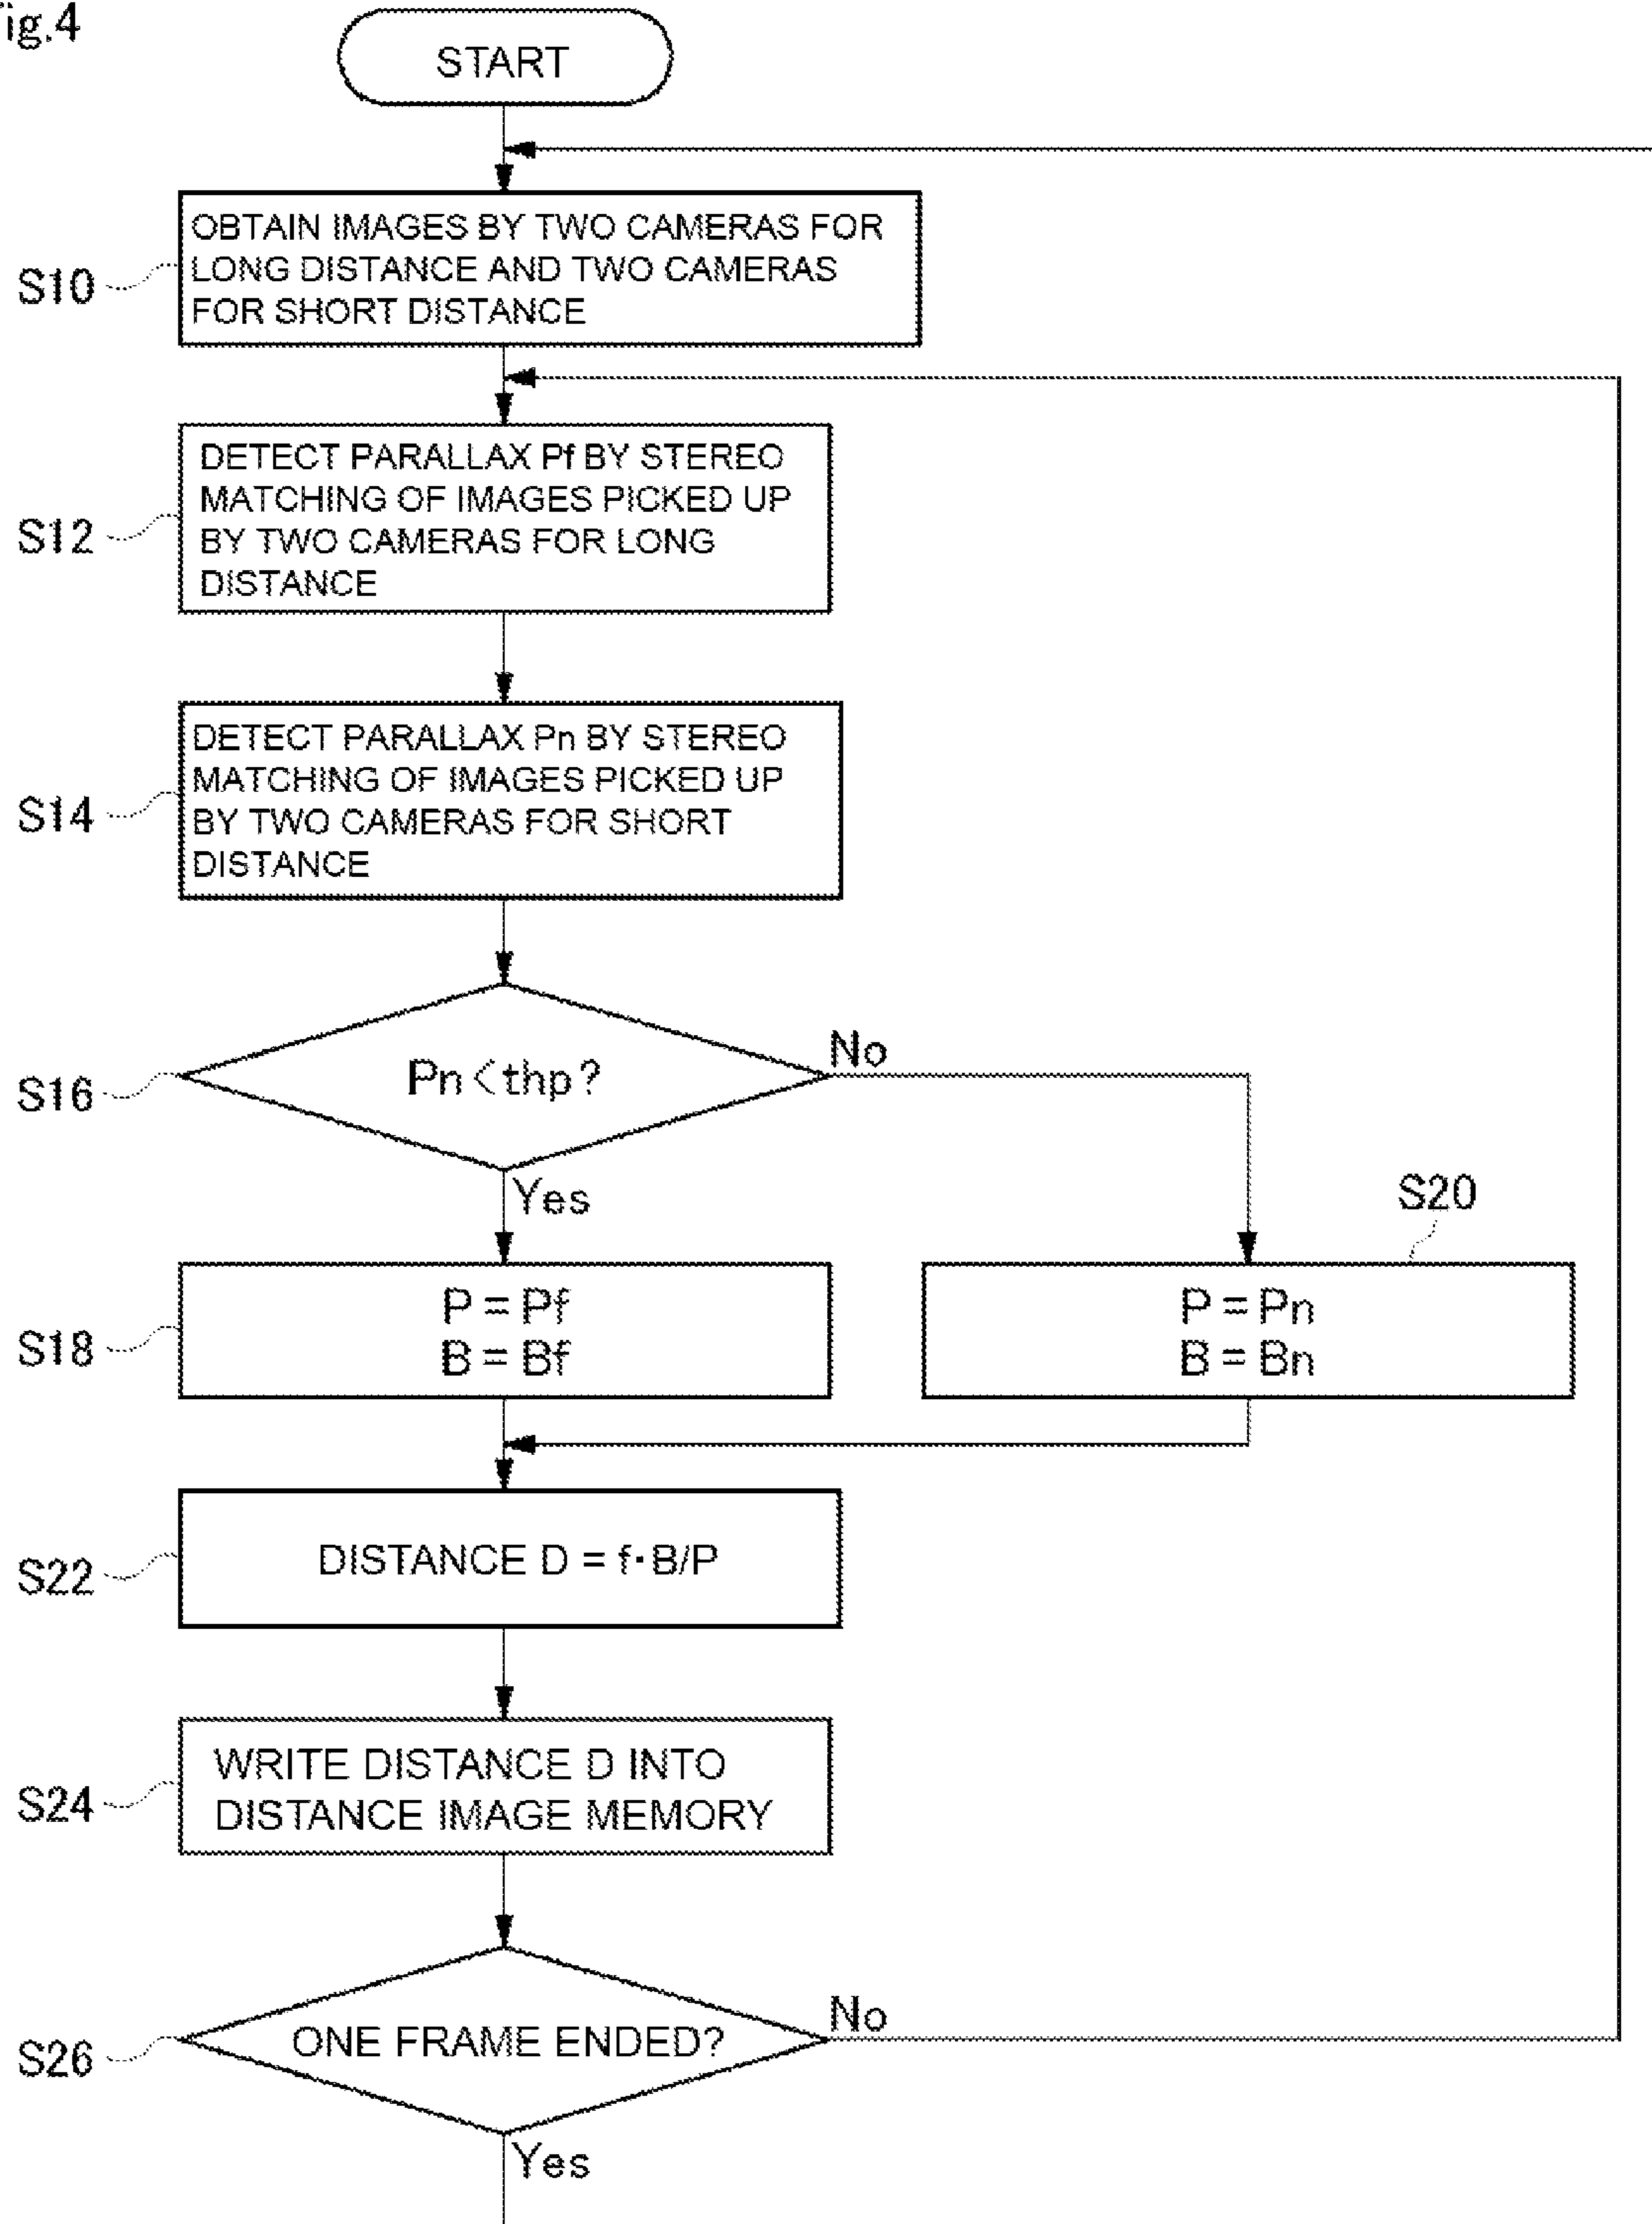 ig.4
START
S10
OBTAIN IMAGES BY TWO CAMERAS FOR
LONG DISTANCE AND TWO CAMERAS
FOR SHORT DISTANCE
S12
DETECT PARALLAX Pf BY STEREO
MATCHING OF IMAGES PICKED UP
BY TWO CAMERAS FOR LONG
DISTANCE
S14
DETECT PARALLAX Pn BY STEREO
MATCHING OF IMAGES PICKED UP
BY TWO CAMERAS FOR SHORT
DISTANCE
S16
Pn<thp?
No
Yes
S18
P = Pf
B = Bf
S20
P = Pn
B = Bn
S22
DISTANCE D = f·B/P
S24
WRITE DISTANCE D INTO
DISTANCE IMAGE MEMORY
S26
ONE FRAME ENDED?
No
Yes